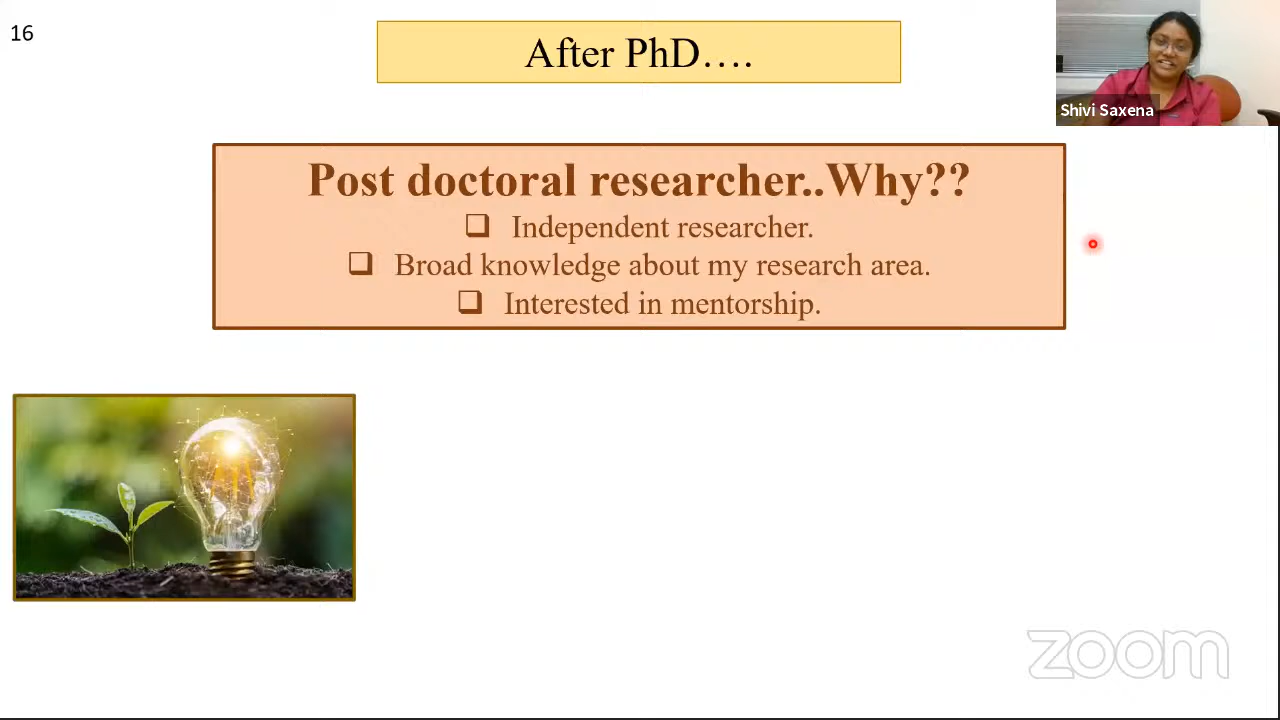 16
After PhD….
Shivi Saxena
Post doctoral researcher..Why??
❑ Independent researcher.
❑ Broad knowledge about my research area.
❑ Interested in mentorship.
zoom